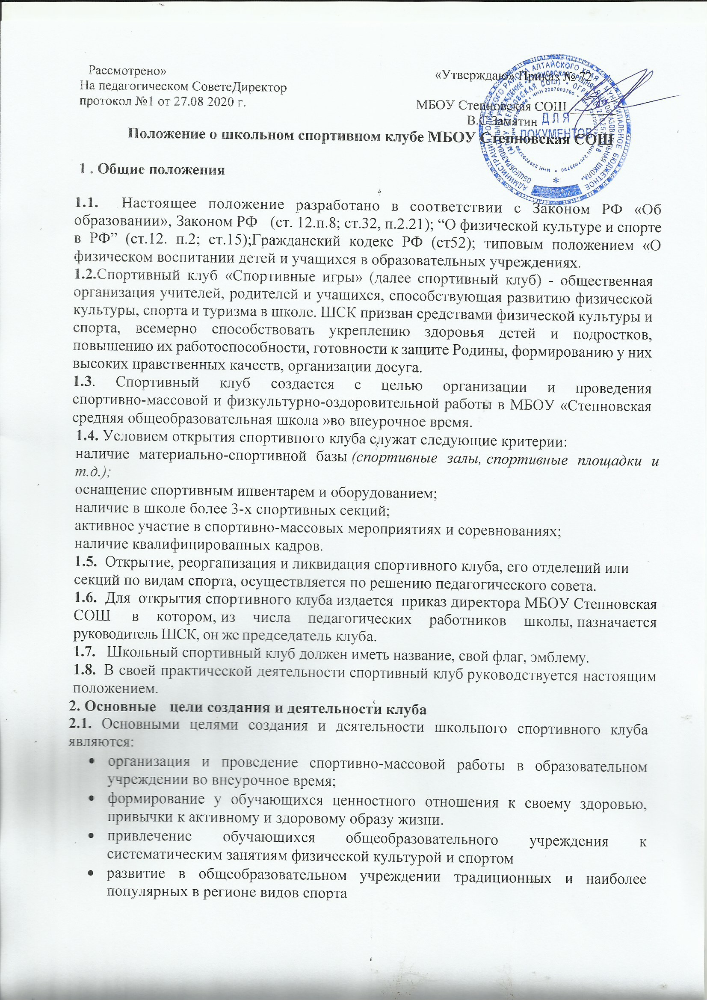 Рассмотрено»
На педагогическом СоветеДиректор
протокол №1 от 27.08 2020 г.
«Утверждаю» Приказ № 72
МБОУ Степновская СОШ
В.С.Замятин
ДЛЯ
ДОКУМЕНТОВ
Положение о школьном спортивном клубе МБОУ Степновская СОШ
1 . Общие положения
1.1. Настоящее положение разработано в соответствии с Законом РФ «Об
образовании», Законом РФ (ст. 12.п.8; ст.32, п.2.21); “О физической культуре и спорте
в РФ” (ст.12. п.2; ст.15);Гражданский кодекс РФ (ст52); типовым положением «О
физическом воспитании детей и учащихся в образовательных учреждениях.
1.2.Спортивный клуб «Спортивные игры» (далее спортивный клуб) - общественная
организация учителей, родителей и учащихся, способствующая развитию физической
культуры, спорта и туризма в школе. ШСК призван средствами физической культуры и
спорта, всемерно способствовать укреплению здоровья детей и подростков,
повышению их работоспособности, готовности к защите Родины, формированию у них
высоких нравственных качеств, организации досуга.
1.3. Спортивный клуб создается с целью организации и проведения
спортивно-массовой и физкультурно-оздоровительной работы в МБОУ «Степновская
средняя общеобразовательная школа »во внеурочное время.
1.4. Условием открытия спортивного клуба служат следующие критерии:
наличие материально-спортивной базы (спортивные залы, спортивные площадки и
т.д.);
оснащение спортивным инвентарем и оборудованием;
наличие в школе более 3-х спортивных секций;
активное участие в спортивно-массовых мероприятиях и соревнованиях;
наличие квалифицированных кадров.
1.5. Открытие, реорганизация и ликвидация спортивного клуба, его отделений или
секций по видам спорта, осуществляется по решению педагогического совета.
1.6. Для открытия спортивного клуба издается приказ директора МБОУ Степновская
СОШ в котором, из числа педагогических работников школы, назначается
руководитель ШСК, он же председатель клуба.
1.7. Школьный спортивный клуб должен иметь название, свой флаг, эмблему.
1.8. В своей практической деятельности спортивный клуб руководствуется настоящим
положением.
2. Основные цели создания и деятельности клуба
2.1. Основными целями создания и деятельности школьного спортивного клуба
являются:
• организация и проведение спортивно-массовой работы в образовательном
учреждении во внеурочное время;
• формирование у обучающихся ценностного отношения к своему здоровью,
привычки к активному и здоровому образу жизни.
• привлечение обучающихся общеобразовательного учреждения к
систематическим занятиям физической культурой и спортом
• развитие в общеобразовательном учреждении традиционных и наиболее
популярных в регионе видов спорта